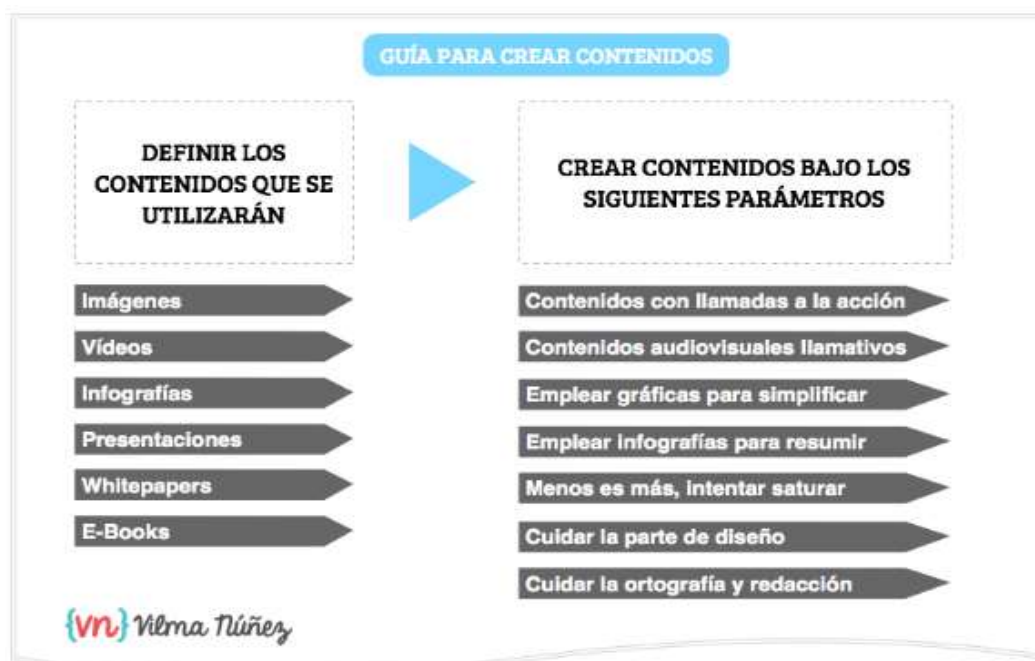 GUÍA PARA CREAR CONTENIDOS
DEFINIR LOS
CONTENIDOS QUE SE
UTILIZARÁN
CREAR CONTENIDOS BAJO LOS
SIGUIENTES PARÁMETROS
Imágenes
Vídeos
Infografías
Presentaciones
Whitepapers
E-Books
Contenidos con llamadas a la acción
Contenidos audiovisuales llamativos
Emplear gráficas para simplificar
Emplear infografías para resumir
Menos es más, intentar saturar
Cuidar la parte de diseño
Cuidar la ortografía y redacción
{vn} Vilma Núñez